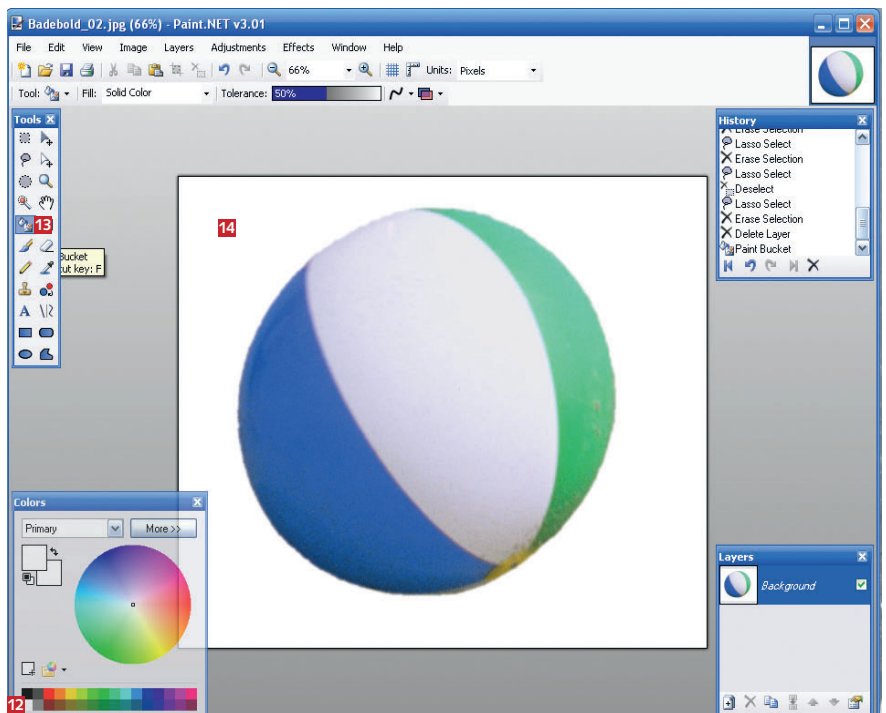 Badebold_02.jpg (66%) - Paint.NET v3.01
File Edit View Image Layers Adjustments Effects Window Help
66% Units: Pixels
Tool: Fill: Solid Color Tolerance: 50%
Tools
History
Erase Selection
Lasso Select
Erase Selection
Lasso Select
Deselect
Lasso Select
Erase Selection
Delete Layer
Paint Bucket
13
14
Bucket
cut key: F
Colors
Primary More >>
12
Layers
Background